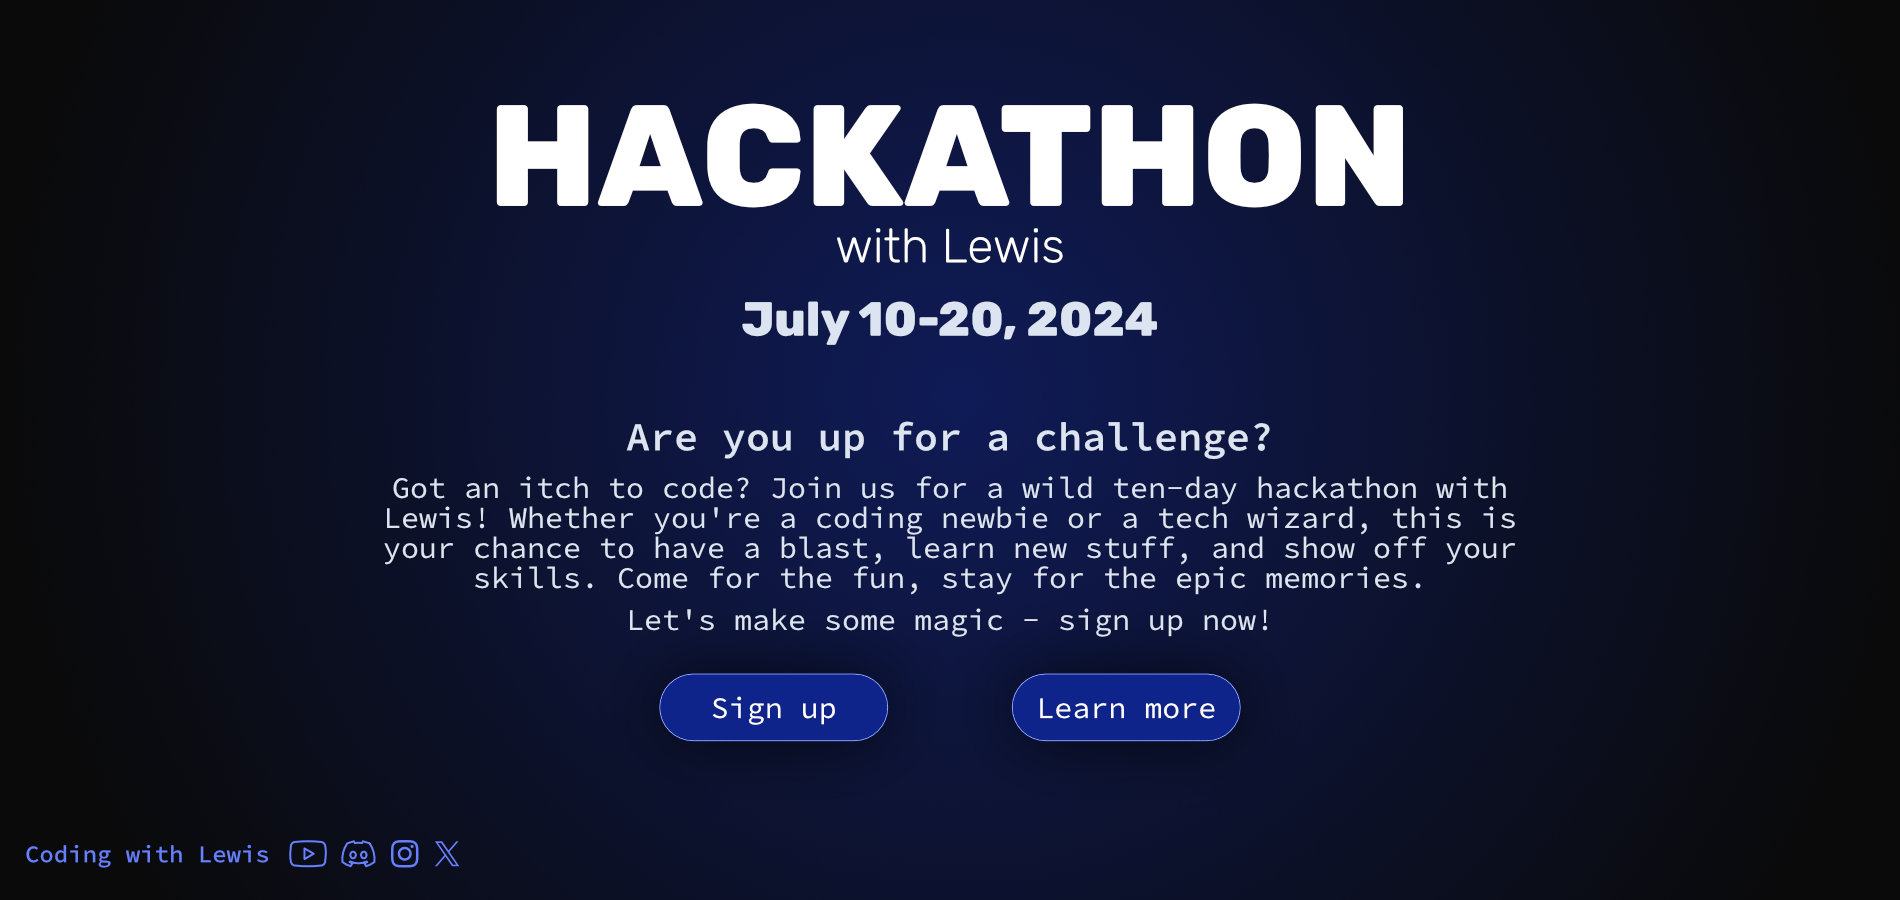 HACKATHON
with Lewis
July 10-20, 2024
Are you up for a challenge?
Got an itch to code? Join us for a wild ten-day hackathon with
Lewis! Whether you're a coding newbie or a tech wizard, this is
your chance to have a blast, learn new stuff, and show off your
skills. Come for the fun, stay for the epic memories.
Let's make some magic - sign up now!
Sign up
Learn more
Coding with Lewis